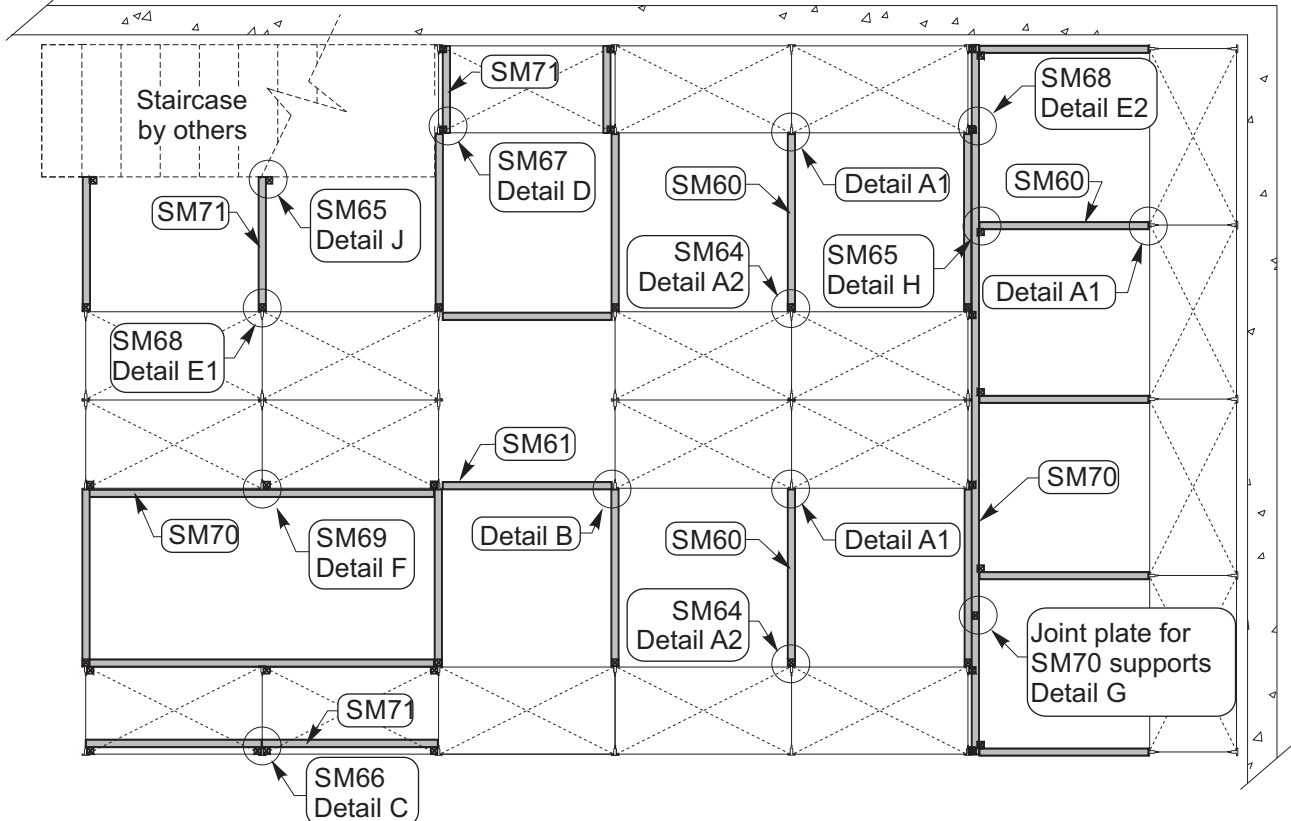 Staircase
by others
SM71
SM68
Detail E2
SM67
Detail D
SM60
Detail A1
SM60
SM71
SM65
Detail J
SM64
Detail A2
SM65
Detail H
Detail A1
SM68
Detail E1
SM61
SM70
SM70
SM69
Detail F
Detail B
SM60
Detail A1
SM64
Detail A2
Joint plate for
SM70 supports
Detail G
SM71
SM66
Detail C